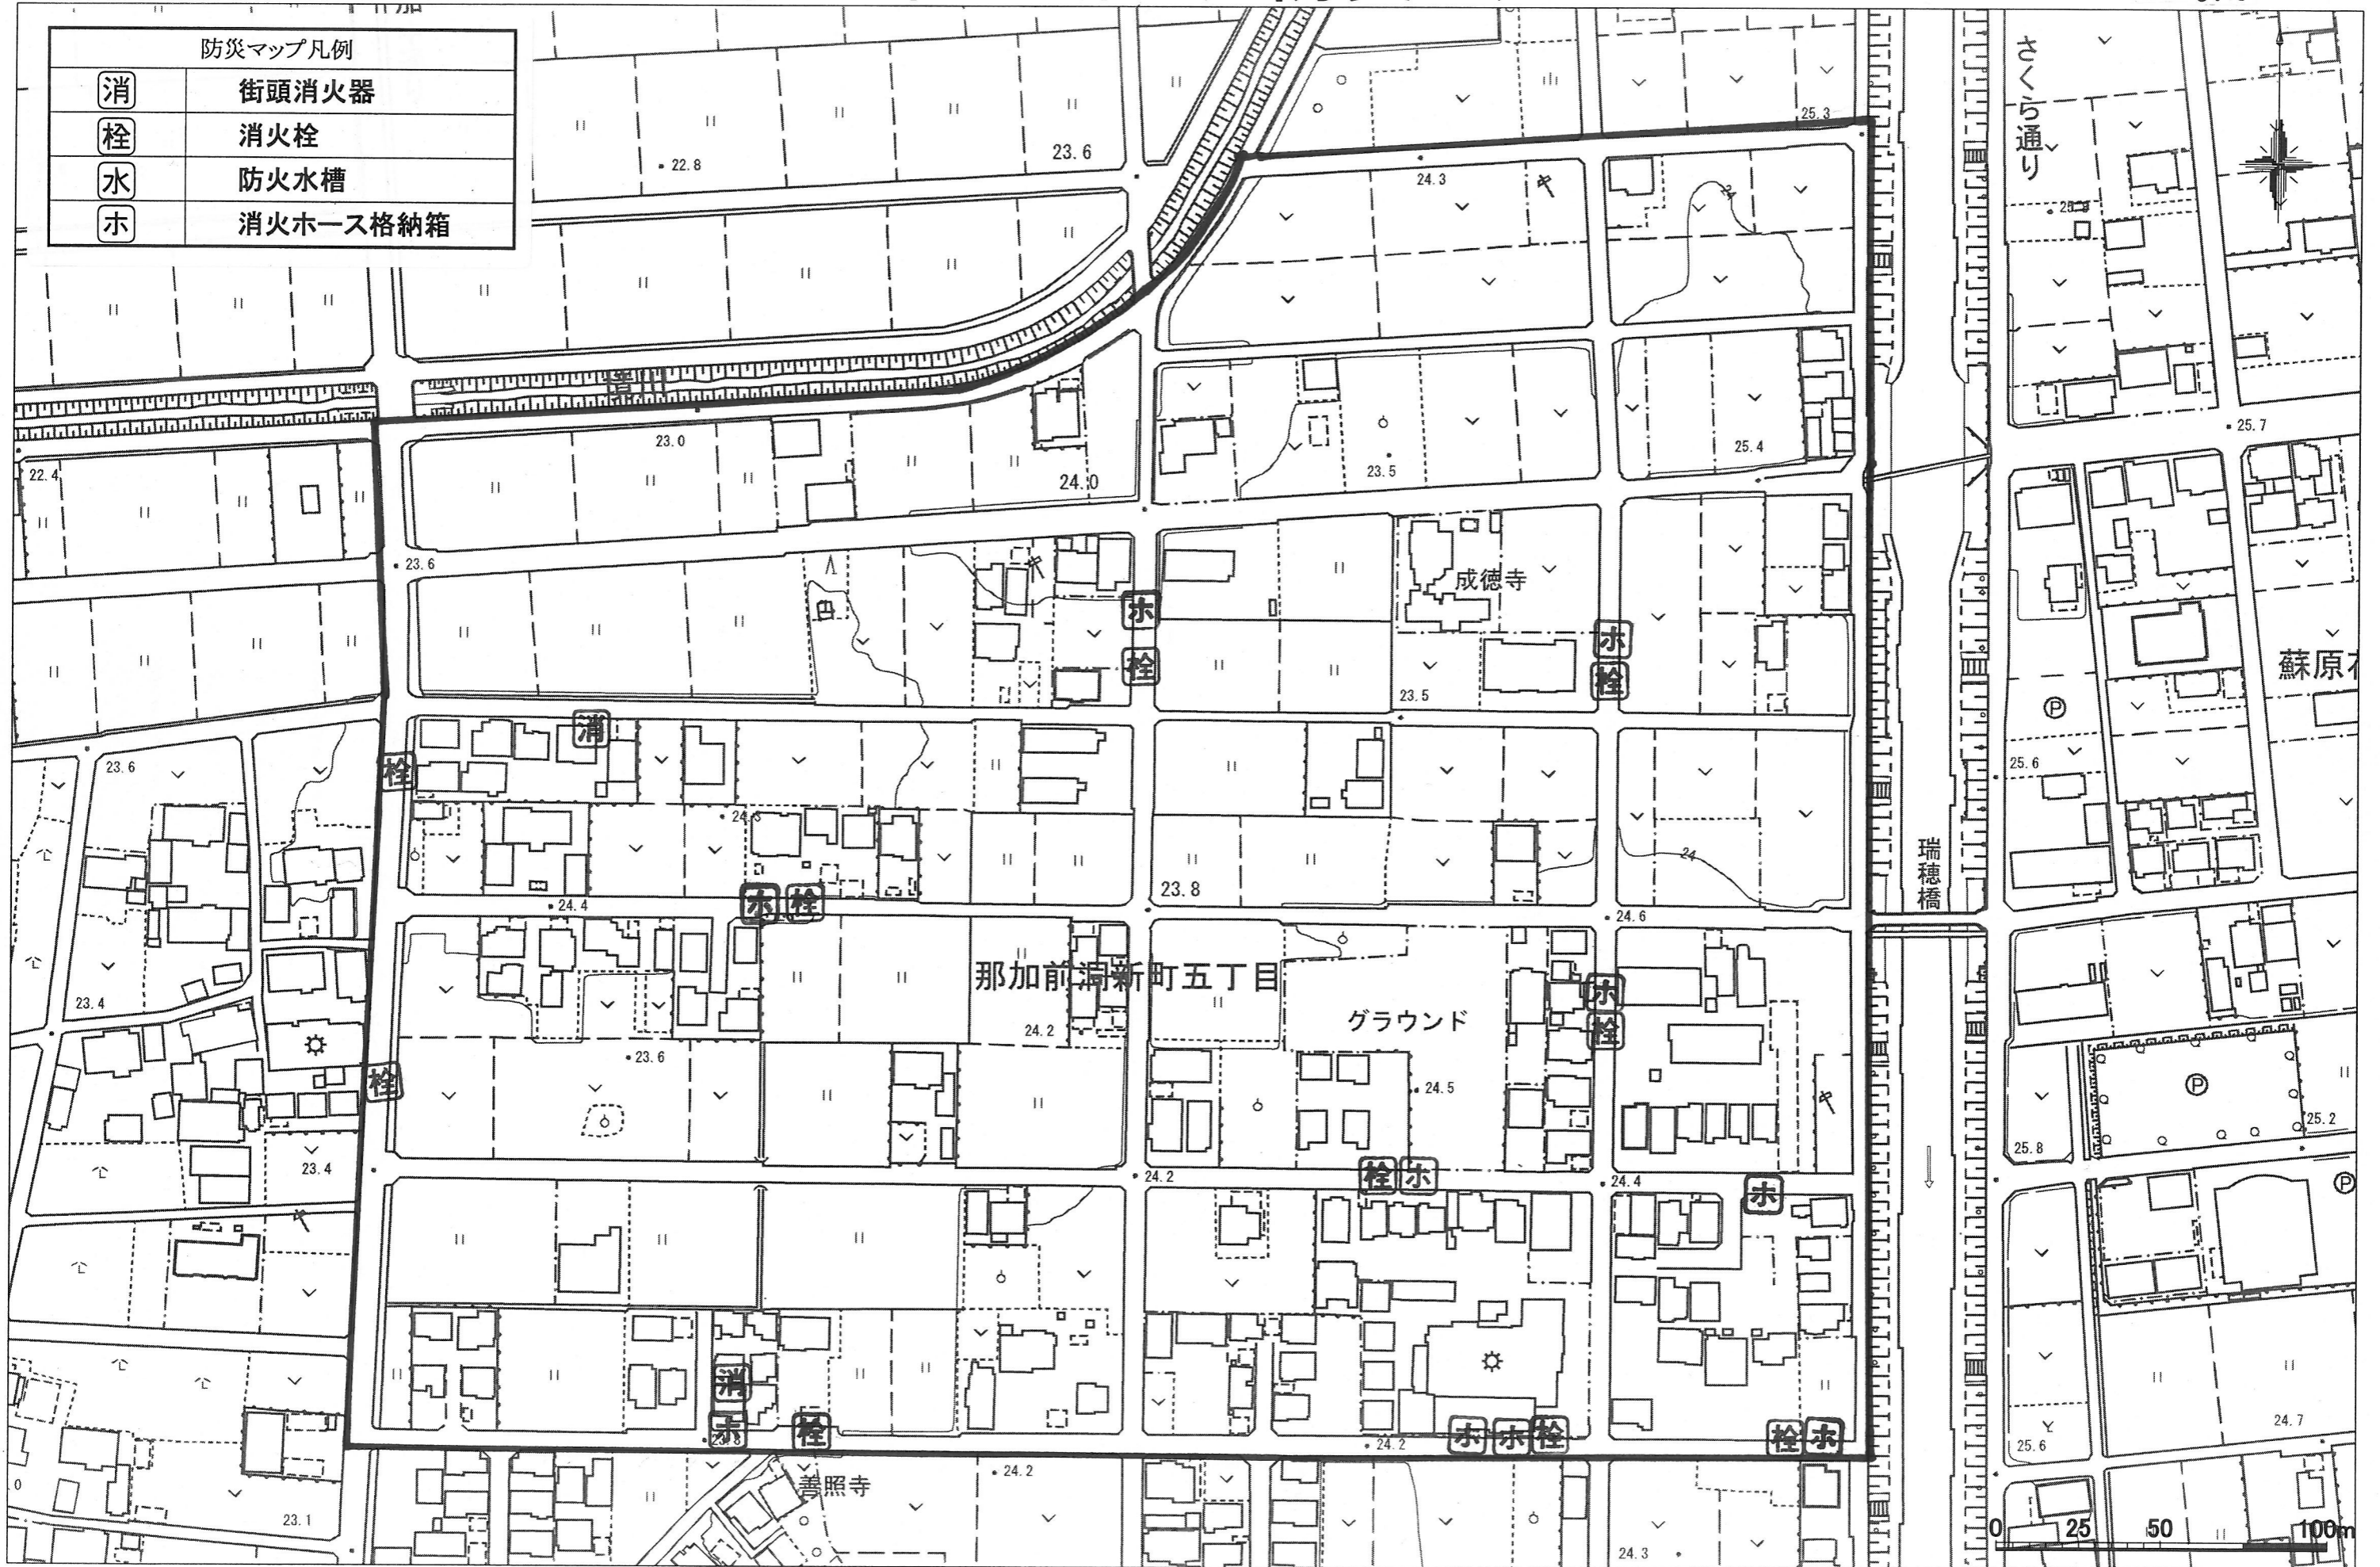 防災マップ凡例
消 街頭消火器
栓 消火栓
水 防火水槽
ホ 消火ホース格納箱
さくら通り
25.3
22.8
23.6
24.3
24
23.0
25.7
25.4
23.5
22.4
24.0
23.6
成徳寺
ホ
栓
ホ
栓
蘇原
23.5
消
栓
23.6
P
25.6
24.3
24
瑞穂橋
23.8
ホ 栓
24.4
24.6
那加前洞新町五丁目
ホ
栓
グラウンド
23.4
24.2
23.6
栓
24.5
P
25.2
25.8
23.4
24.2
栓 ホ
24.4
ホ
P
消
ホ
栓
ホ ホ 栓
栓 ホ
24.2
24.7
25.6
善照寺
24.2
23.1
24.3
0 25 50 100m